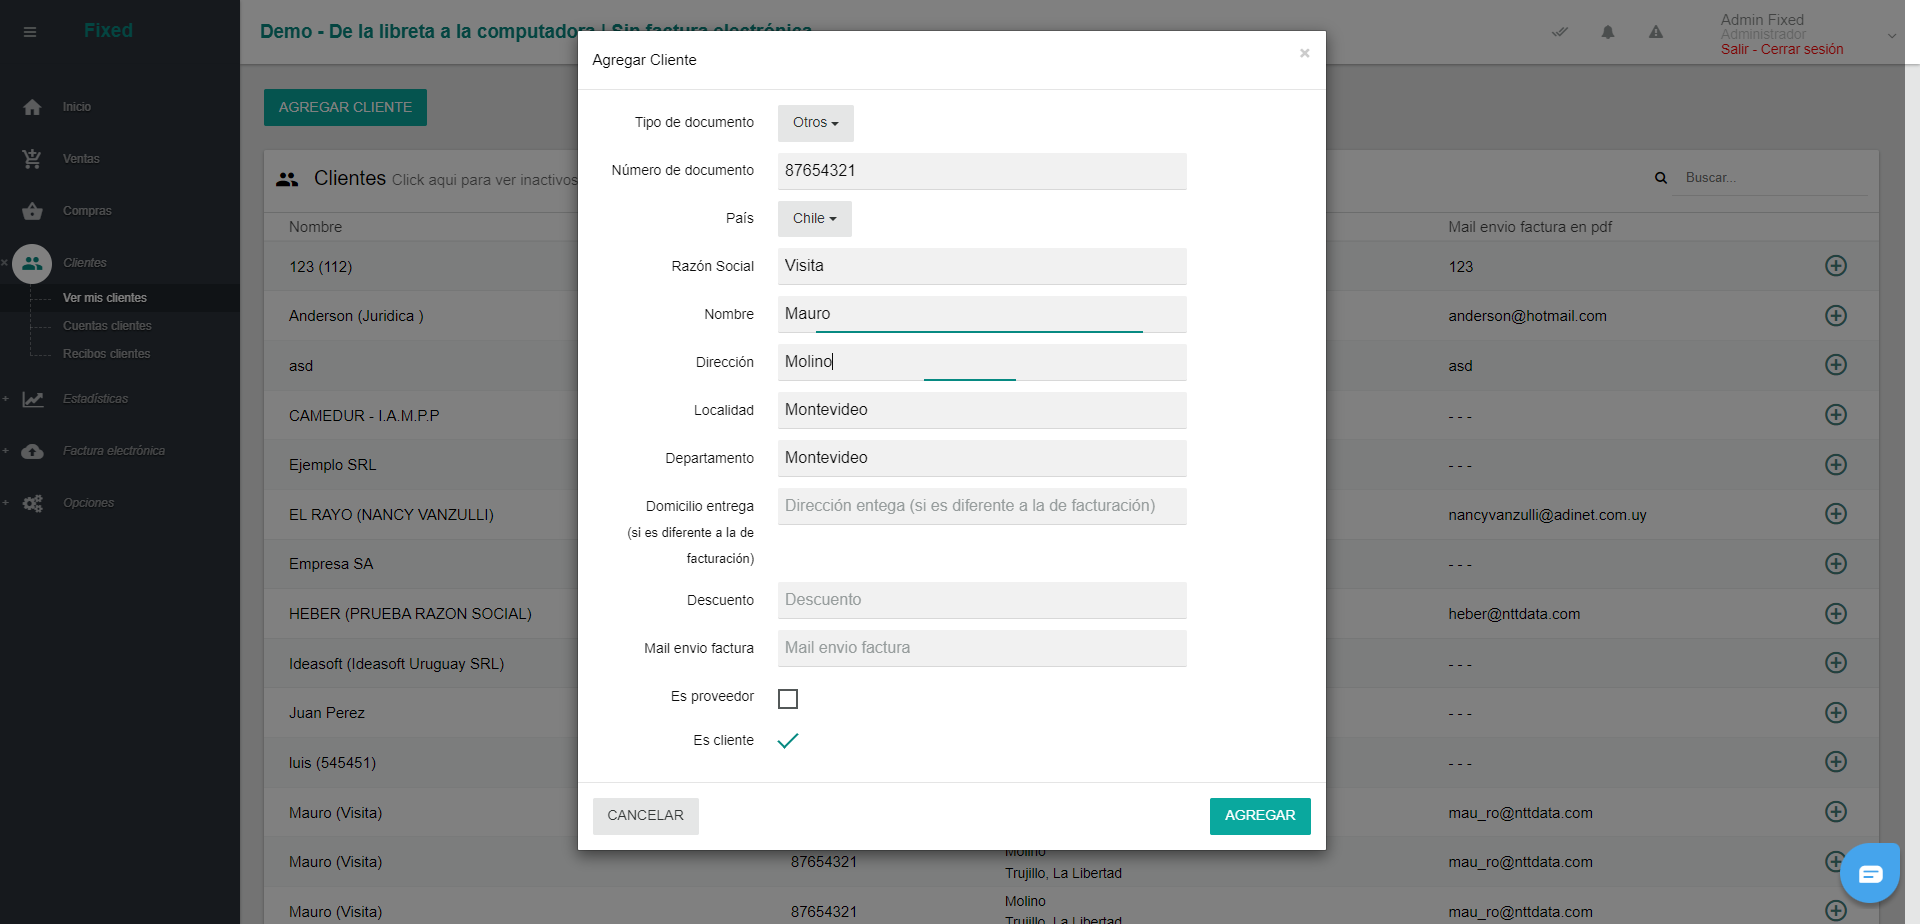 Fixed
Demo - De la libreta a la computadora | Sin factura electrónica
Admin Fixed
Administrador
Salir - Cerrar sesión
Inicio
Ventas
Compras
Clientes
Ver mis clientes
Cuentas clientes
Recibos clientes
Estadísticas
Factura electrónica
Opciones
AGREGAR CLIENTE
Clientes Click aqui para ver inactivos
Buscar...
Nombre
Mail envio factura en pdf
123 (112)
123
Anderson (Juridica )
anderson@hotmail.com
asd
asd
CAMEDUR - I.A.M.P.P
- - -
Ejemplo SRL
- - -
EL RAYO (NANCY VANZULLI)
nancyvanzulli@adinet.com.uy
Empresa SA
- - -
HEBER (PRUEBA RAZON SOCIAL)
heber@nttdata.com
Ideasoft (Ideasoft Uruguay SRL)
- - -
Juan Perez
- - -
luis (545451)
- - -
Mauro (Visita)
mau_ro@nttdata.com
Mauro (Visita)
87654321
Molino
Trujillo, La Libertad
mau_ro@nttdata.com
Mauro (Visita)
87654321
Molino
Trujillo, La Libertad
mau_ro@nttdata.com
Agregar Cliente
×
Tipo de documento
Otros
Número de documento
87654321
País
Chile
Razón Social
Visita
Nombre
Mauro
Dirección
Molino
Localidad
Montevideo
Departamento
Montevideo
Domicilio entrega
(si es diferente a la de
facturación)
Dirección entega (si es diferente a la de facturación)
Descuento
Descuento
Mail envio factura
Mail envio factura
Es proveedor
Es cliente
CANCELAR
AGREGAR